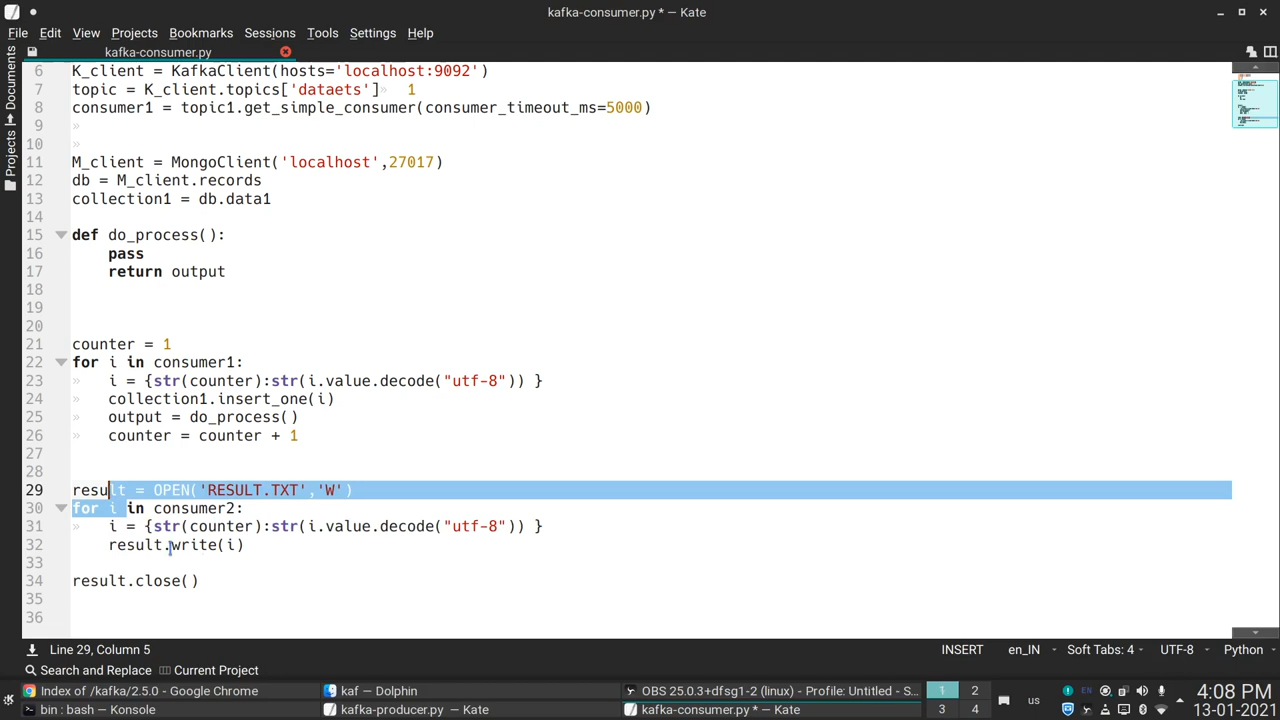 kafka-consumer.py * — Kate
File Edit View Projects Bookmarks Sessions Tools Settings Help
kafka-consumer.py
Documents
Projects
6 K_client = KafkaClient(hosts='localhost:9092')
7 topic = K_client.topics['dataets'] 1
8 consumer1 = topic1.get_simple_consumer(consumer_timeout_ms=5000)
9
10
11 M_client = MongoClient('localhost',27017)
12 db = M_client.records
13 collection1 = db.data1
14
15 def do_process():
16 pass
17 return output
18
19
20
21 counter = 1
22 for i in consumer1:
23 i = {str(counter):str(i.value.decode("utf-8")) }
24 collection1.insert_one(i)
25 output = do_process()
26 counter = counter + 1
27
28
29 result = OPEN('RESULT.TXT','W')
30 for i in consumer2:
31 i = {str(counter):str(i.value.decode("utf-8")) }
32 result.write(i)
33
34 result.close()
35
36
Line 29, Column 5 INSERT en_IN Soft Tabs: 4 UTF-8 Python
Search and Replace Current Project
Index of /kafka/2.5.0 - Google Chrome kaf — Dolphin OBS 25.0.3+dfsg1-2 (linux) - Profile: Untitled - S... 1 2 EN 4:08 PM
bin : bash — Konsole kafka-producer.py — Kate kafka-consumer.py * — Kate 3 4 us 13-01-2021